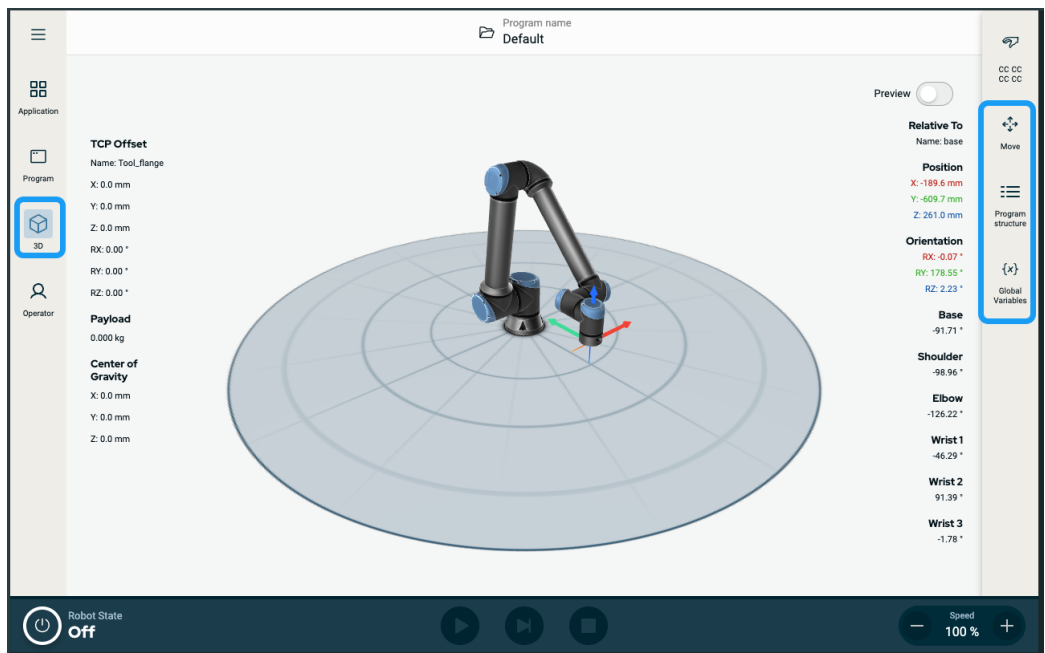 Program name
Default
Application
Program
3D
Operator
TCP Offset
Name: Tool_flange
X: 0.0 mm
Y: 0.0 mm
Z: 0.0 mm
RX: 0.00 °
RY: 0.00 °
RZ: 0.00 °
Payload
0.000 kg
Center of
Gravity
X: 0.0 mm
Y: 0.0 mm
Z: 0.0 mm
Preview
Relative To
Name: base
Position
X: -189.6 mm
Y: -609.7 mm
Z: 261.0 mm
Orientation
RX: -0.07 °
RY: 178.55 °
RZ: 2.23 °
Base
-91.71 °
Shoulder
-98.96 °
Elbow
-126.22 °
Wrist 1
-46.29 °
Wrist 2
91.39 °
Wrist 3
-1.78 °
CC CC
CC CC
Move
Program
structure
{x}
Global
Variables
Robot State
Off
Speed
100 %